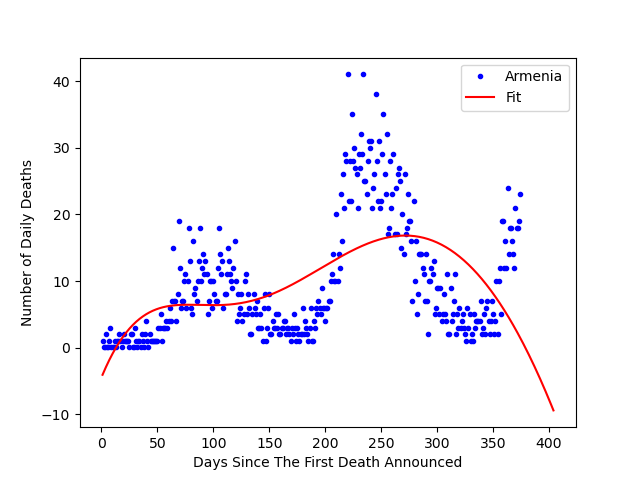 Armenia
Fit
40
30
20
10
0
−10
0 50 100 150 200 250 300 350 400
Number of Daily Deaths
Days Since The First Death Announced